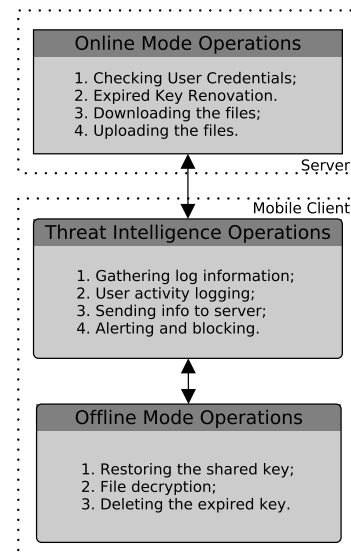 Online Mode Operations
1. Checking User Credentials;
2. Expired Key Renovation.
3. Downloading the files;
4. Uploading the files.
Server
Mobile Client
Threat Intelligence Operations
1. Gathering log information;
2. User activity logging;
3. Sending info to server;
4. Alerting and blocking.
Offline Mode Operations
1. Restoring the shared key;
2. File decryption;
3. Deleting the expired key.